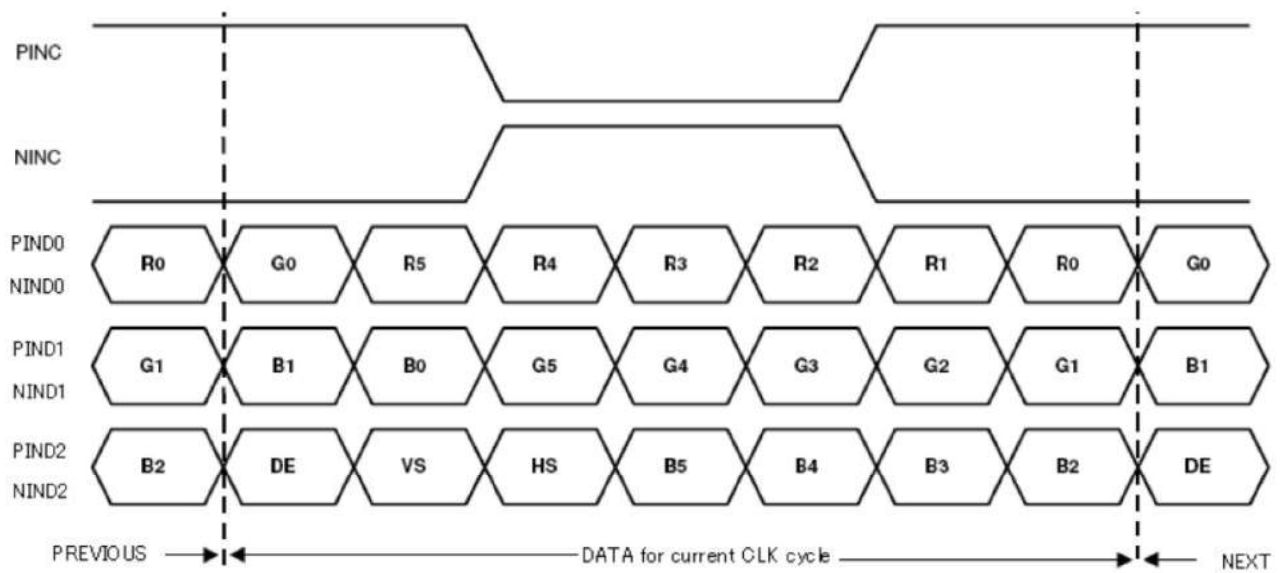 PINC
NINC
PIND0
R0 G0 R5 R4 R3 R2 R1 R0 G0
NIND0
PIND1
G1 B1 B0 G5 G4 G3 G2 G1 B1
NIND1
PIND2
B2 DE VS HS B5 B4 B3 B2 DE
NIND2
PREVIOUS DATA for current CLK cycle NEXT